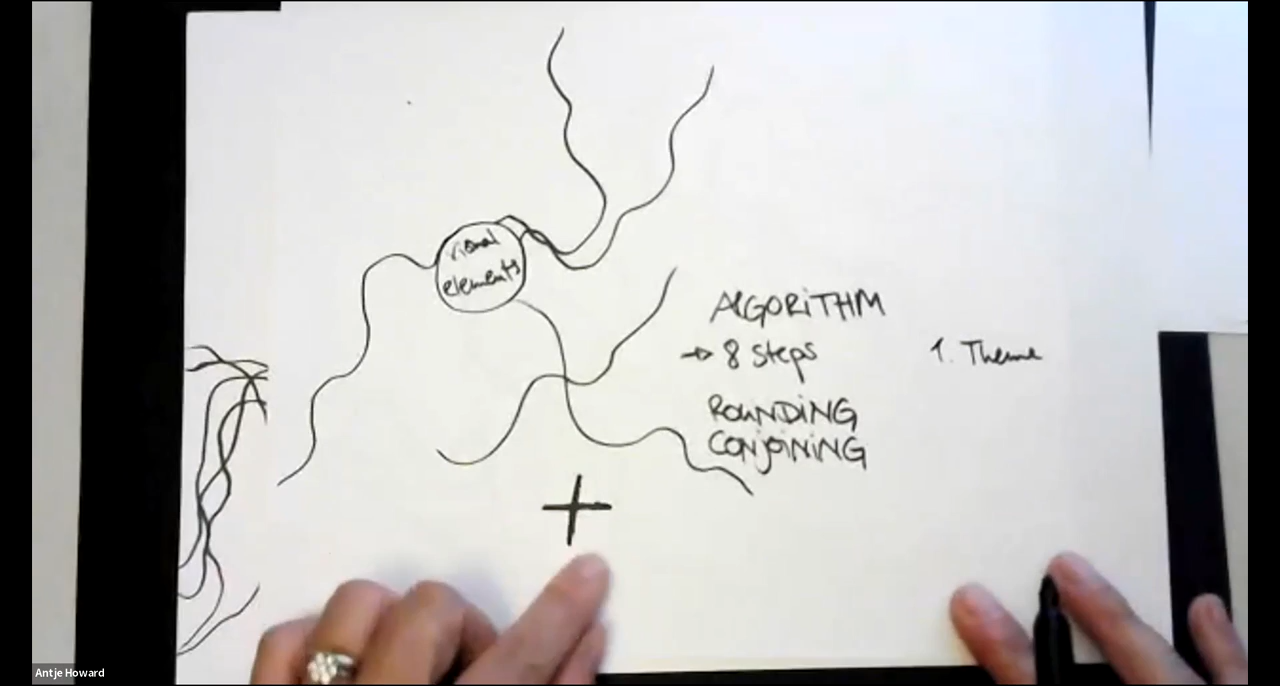 visual
elements
ALGORITHM
→ 8 steps
ROUNDING
CONJOINING
1. Theme
Antje Howard